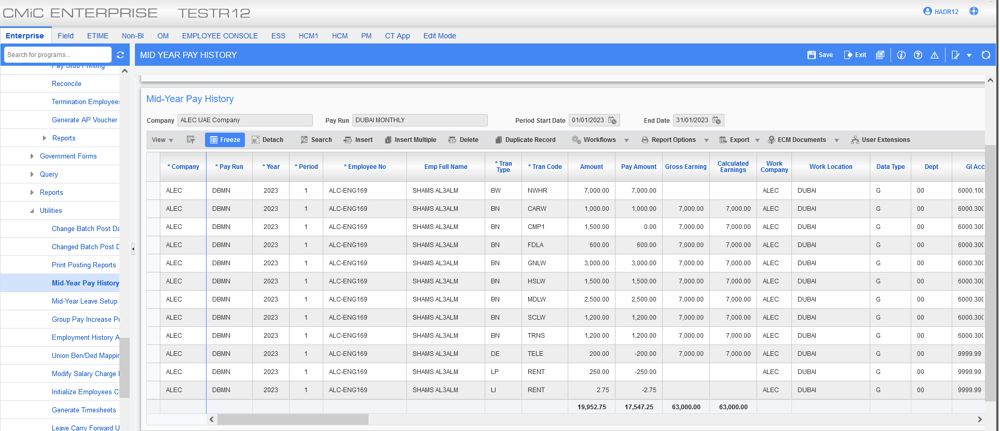 CMiC ENTERPRISE TESTR12
HADR12
Enterprise Field ETIME Non-BI OM EMPLOYEE CONSOLE ESS HCM1 HCM PM CT App Edit Mode
Search for programs...
MID YEAR PAY HISTORY
Save Exit
Pay Stub Printing
Reconcile
Termination Employees
Generate AP Voucher
Reports
Government Forms
Query
Reports
Utilities
Change Batch Post Da
Changed Batch Post D
Print Posting Reports
Mid-Year Pay History
Mid-Year Leave Setup
Group Pay Increase Pr
Employment History A
Union Ben/Ded Mappin
Modify Salary Charge
Initialize Employees C
Generate Timesheets
Leave Carry Forward U
Mid-Year Pay History
Company ALEC UAE Company Pay Run DUBAI MONTHLY Period Start Date 01/01/2023 End Date 31/01/2023
View Freeze Detach Search Insert Insert Multiple Delete Duplicate Record Workflows Report Options Export ECM Documents User Extensions
* Company * Pay Run * Year * Period * Employee No Emp Full Name * Tran Type * Tran Code Amount Pay Amount Gross Earning Calculated Earnings Work Company Work Location Data Type Dept Gl Acc
ALEC DBMN 2023 1 ALC-ENG169 SHAMS AL3ALM BW NWHR 7,000.00 7,000.00 ALEC DUBAI G 00 6000.100
ALEC DBMN 2023 1 ALC-ENG169 SHAMS AL3ALM BN CARW 1,000.00 1,000.00 7,000.00 7,000.00 ALEC DUBAI G 00 6000.300
ALEC DBMN 2023 1 ALC-ENG169 SHAMS AL3ALM BN CMP1 1,500.00 0.00 7,000.00 7,000.00 ALEC DUBAI G 00 6000.300
ALEC DBMN 2023 1 ALC-ENG169 SHAMS AL3ALM BN FDLA 600.00 600.00 7,000.00 7,000.00 ALEC DUBAI G 00 6000.300
ALEC DBMN 2023 1 ALC-ENG169 SHAMS AL3ALM BN GNLW 3,000.00 3,000.00 7,000.00 7,000.00 ALEC DUBAI G 00 6000.300
ALEC DBMN 2023 1 ALC-ENG169 SHAMS AL3ALM BN HSLW 1,500.00 1,500.00 7,000.00 7,000.00 ALEC DUBAI G 00 6000.300
ALEC DBMN 2023 1 ALC-ENG169 SHAMS AL3ALM BN MDLW 2,500.00 2,500.00 7,000.00 7,000.00 ALEC DUBAI G 00 6000.300
ALEC DBMN 2023 1 ALC-ENG169 SHAMS AL3ALM BN SCLW 1,200.00 1,200.00 7,000.00 7,000.00 ALEC DUBAI G 00 6000.300
ALEC DBMN 2023 1 ALC-ENG169 SHAMS AL3ALM BN TRNS 1,200.00 1,200.00 7,000.00 7,000.00 ALEC DUBAI G 00 6000.300
ALEC DBMN 2023 1 ALC-ENG169 SHAMS AL3ALM DE TELE 200.00 -200.00 7,000.00 7,000.00 ALEC DUBAI G 00 9999.99
ALEC DBMN 2023 1 ALC-ENG169 SHAMS AL3ALM LP RENT 250.00 -250.00 ALEC DUBAI G 00 9999.99
ALEC DBMN 2023 1 ALC-ENG169 SHAMS AL3ALM LI RENT 2.75 -2.75 ALEC DUBAI G 00 9999.99
19,952.75 17,547.25 63,000.00 63,000.00